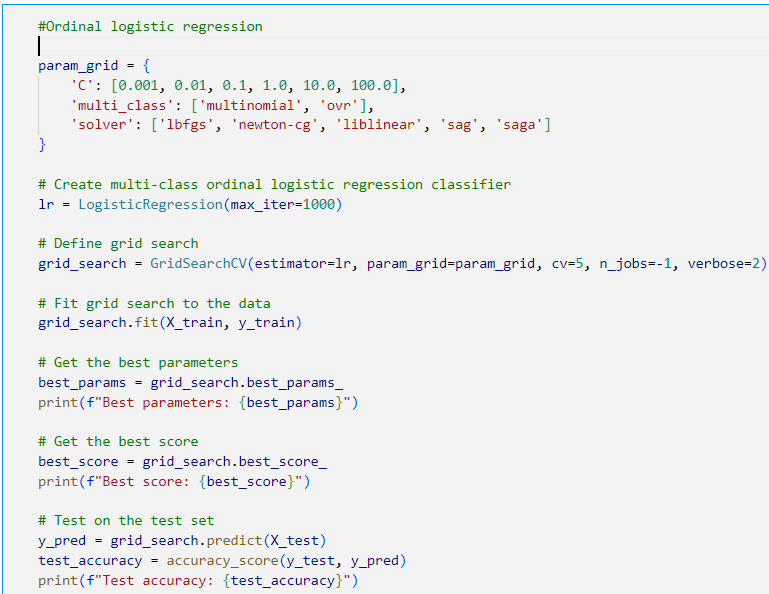 #Ordinal logistic regression
param_grid = {
    'C': [0.001, 0.01, 0.1, 1.0, 10.0, 100.0],
    'multi_class': ['multinomial', 'ovr'],
    'solver': ['lbfgs', 'newton-cg', 'liblinear', 'sag', 'saga']
}
# Create multi-class ordinal logistic regression classifier
lr = LogisticRegression(max_iter=1000)
# Define grid search
grid_search = GridSearchCV(estimator=lr, param_grid=param_grid, cv=5, n_jobs=-1, verbose=2)
# Fit grid search to the data
grid_search.fit(X_train, y_train)
# Get the best parameters
best_params = grid_search.best_params_
print(f"Best parameters: {best_params}")
# Get the best score
best_score = grid_search.best_score_
print(f"Best score: {best_score}")
# Test on the test set
y_pred = grid_search.predict(X_test)
test_accuracy = accuracy_score(y_test, y_pred)
print(f"Test accuracy: {test_accuracy}")